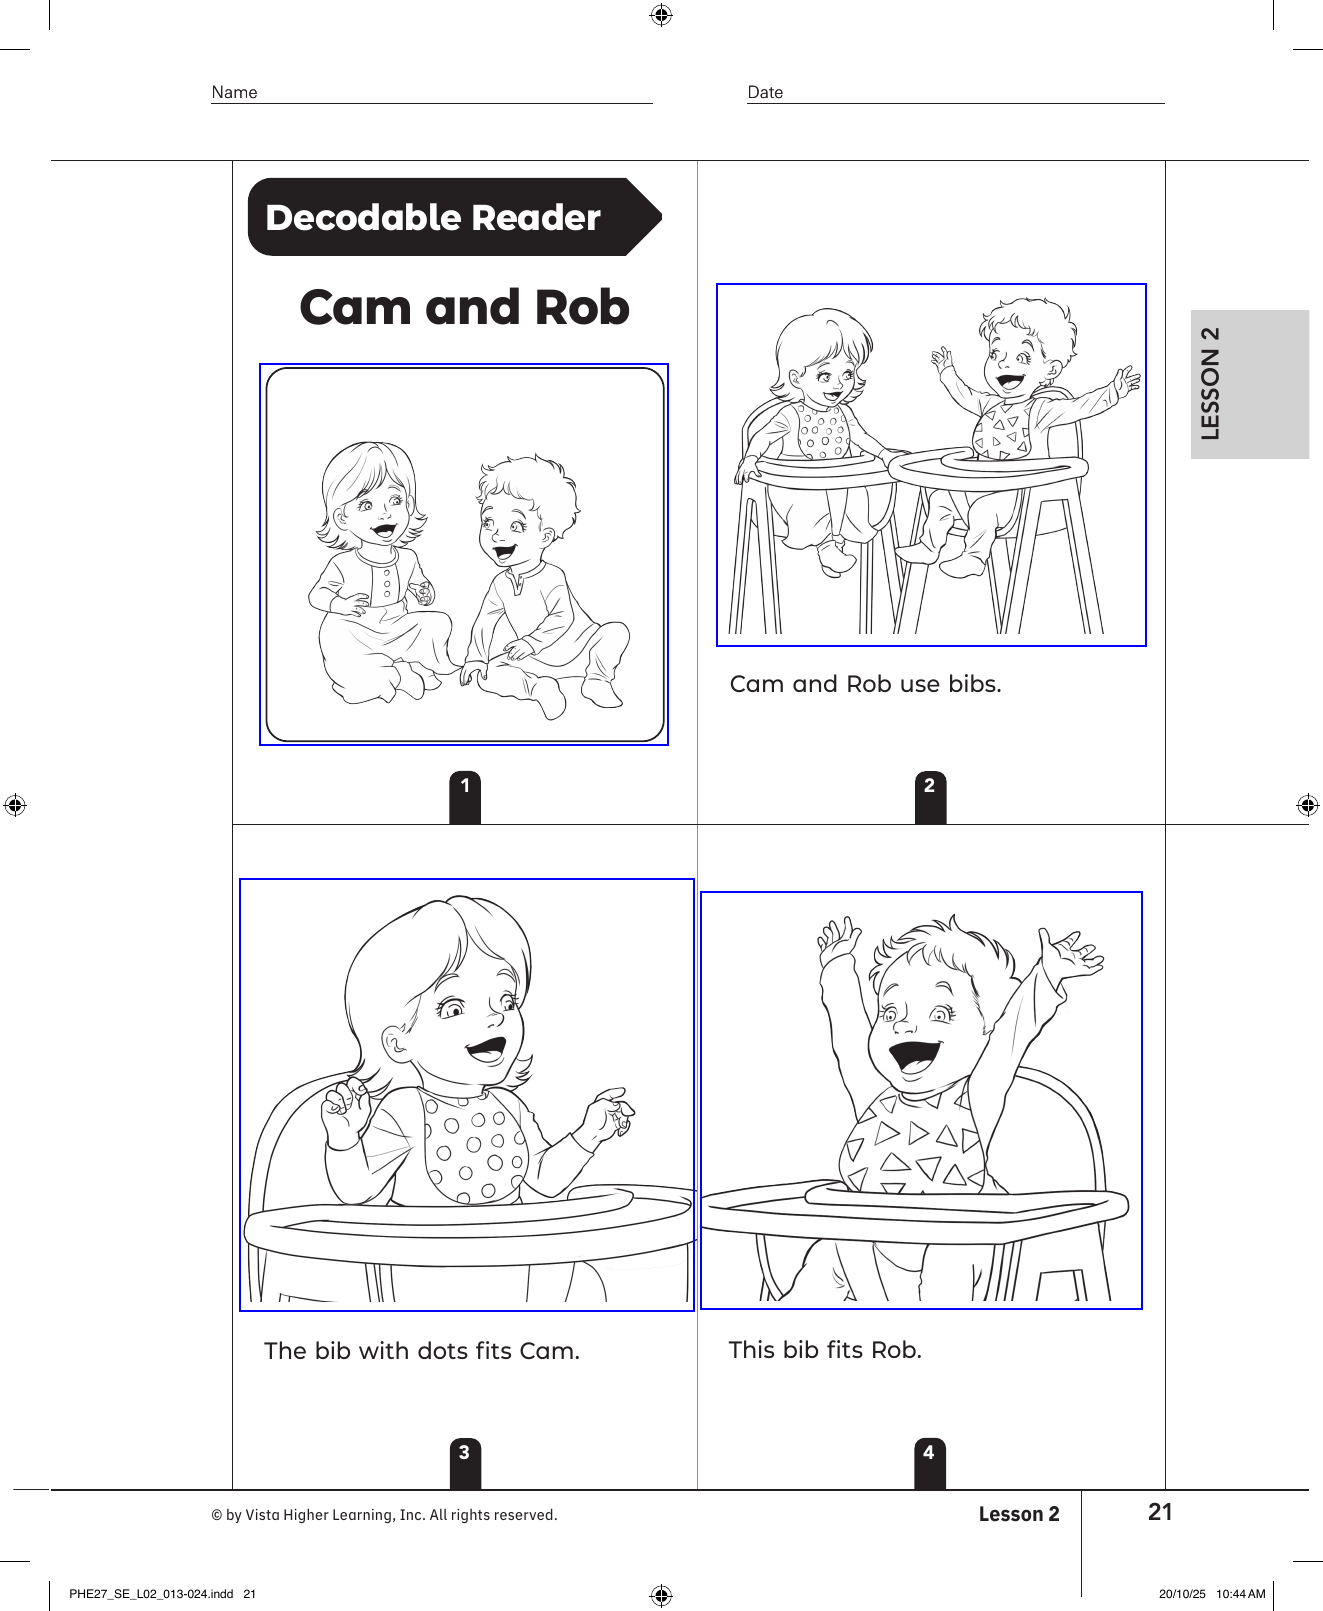 Name
Date
Decodable Reader
Cam and Rob
1
Cam and Rob use bibs.
2
LESSON 2
The bib with dots fits Cam.
3
This bib fits Rob.
4
© by Vista Higher Learning, Inc. All rights reserved.
Lesson 2
21
PHE27_SE_L02_013-024.indd 21
20/10/25 10:44 AM